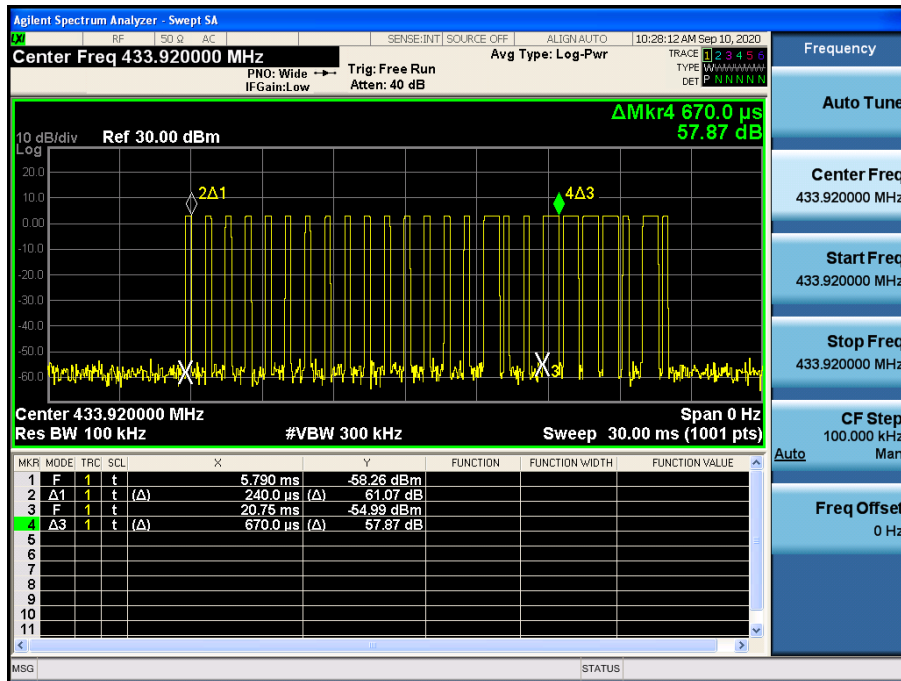 Agilent Spectrum Analyzer - Swept SA
LXI RF 50 Ω AC SENSE:INT SOURCE OFF ALIGN AUTO 10:28:12 AM Sep 10, 2020
Center Freq 433.920000 MHz Avg Type: Log-Pwr TRACE 1 2 3 4 5 6
PNO: Wide Trig: Free Run TYPE
IFGain:Low Atten: 40 dB DET P N N N N N
Frequency
Auto Tune
Center Freq
433.920000 MHz
Start Freq
433.920000 MHz
Stop Freq
433.920000 MHz
CF Step
100.000 kHz
Auto Man
Freq Offset
0 Hz
ΔMkr4 670.0 µs
57.87 dB
10 dB/div Ref 30.00 dBm
Log
20.0
10.0
0.00
-10.0
-20.0
-30.0
-40.0
-50.0
-60.0
2Δ1
4Δ3
3
Center 433.920000 MHz Span 0 Hz
Res BW 100 kHz #VBW 300 kHz Sweep 30.00 ms (1001 pts)
MKR MODE TRC SCL X Y FUNCTION FUNCTION WIDTH FUNCTION VALUE
1 F 1 t 5.790 ms -58.26 dBm
2 Δ1 1 t (Δ) 240.0 µs (Δ) 61.07 dB
3 F 1 t 20.75 ms -54.99 dBm
4 Δ3 1 t (Δ) 670.0 µs (Δ) 57.87 dB
5
6
7
8
9
10
11
MSG STATUS